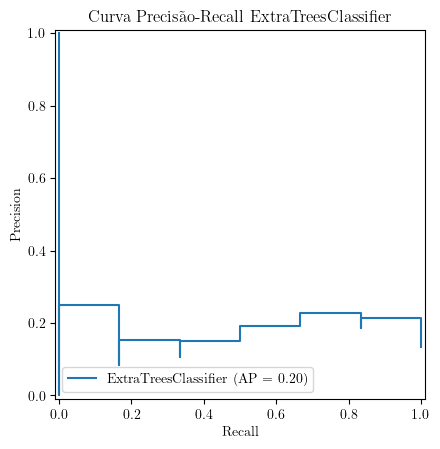 Curva Precisão-Recall ExtraTreesClassifier
1.0
0.8
0.6
0.4
0.2
0.0
Precision
ExtraTreesClassifier (AP = 0.20)
0.0 0.2 0.4 0.6 0.8 1.0
Recall